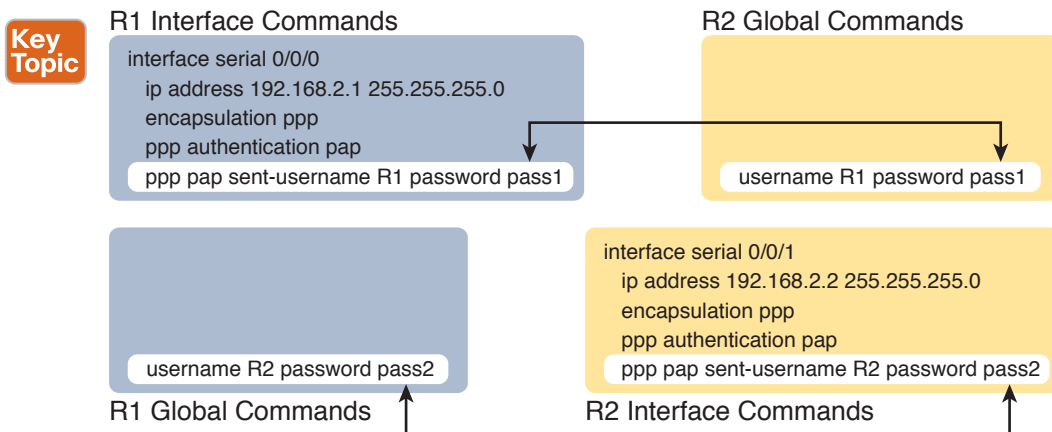 Key
Topic
R1 Interface Commands
interface serial 0/0/0
ip address 192.168.2.1 255.255.255.0
encapsulation ppp
ppp authentication pap
ppp pap sent-username R1 password pass1
R2 Global Commands
username R1 password pass1
username R2 password pass2
R1 Global Commands
interface serial 0/0/1
ip address 192.168.2.2 255.255.255.0
encapsulation ppp
ppp authentication pap
ppp pap sent-username R2 password pass2
R2 Interface Commands